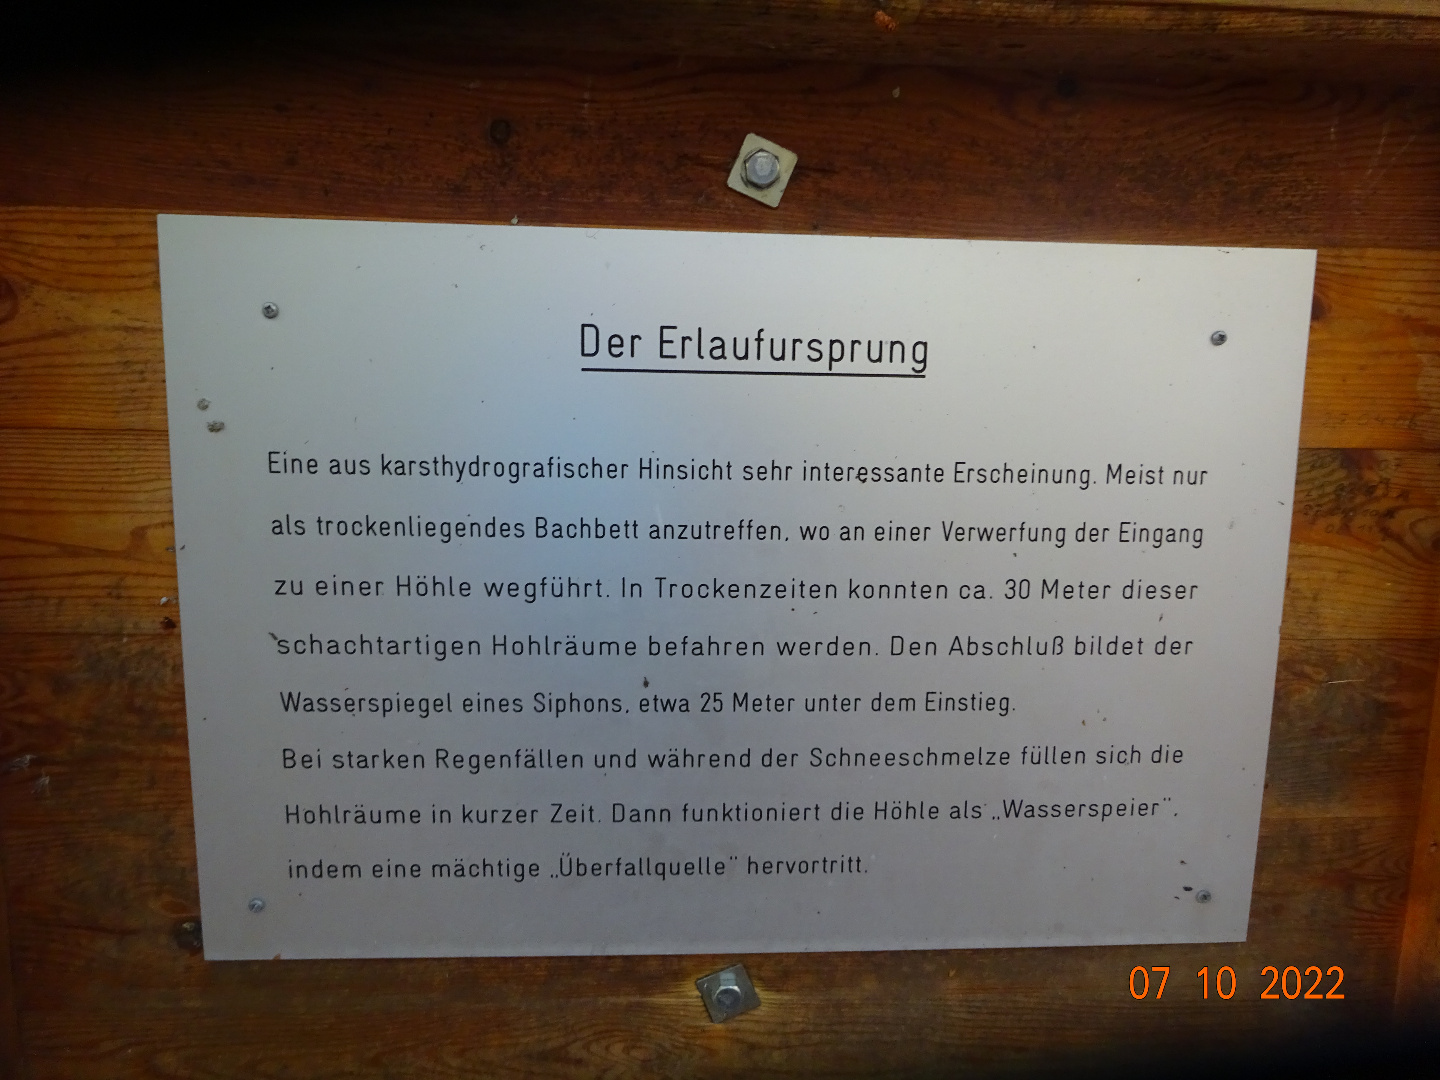 Der Erlaufursprung
Eine aus karsthydrografischer Hinsicht sehr interessante Erscheinung. Meist nur
als trockenliegendes Bachbett anzutreffen, wo an einer Verwerfung der Eingang
zu einer Höhle wegführt. In Trockenzeiten konnten ca. 30 Meter dieser
schachtartigen Hohlräume befahren werden. Den Abschluß bildet der
Wasserspiegel eines Siphons, etwa 25 Meter unter dem Einstieg.
Bei starken Regenfällen und während der Schneeschmelze füllen sich die
Hohlräume in kurzer Zeit. Dann funktioniert die Höhle als „Wasserspeier",
indem eine mächtige „Überfallquelle" hervortritt.
07 10 2022